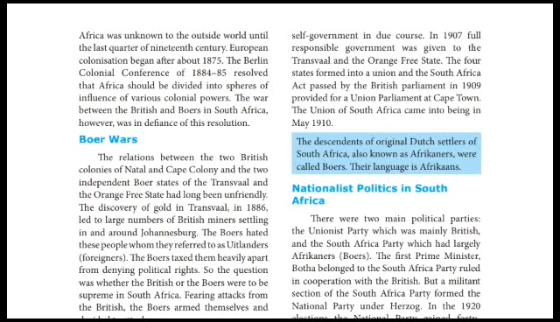 Africa was unknown to the outside world until
the last quarter of nineteenth century. European
colonisation began after about 1875. The Berlin
Colonial Conference of 1884–85 resolved
that Africa should be divided into spheres of
influence of various colonial powers. The war
between the British and Boers in South Africa,
however, was in defiance of this resolution.
Boer Wars
The relations between the two British
colonies of Natal and Cape Colony and the two
independent Boer states of the Transvaal and
the Orange Free State had long been unfriendly.
The discovery of gold in Transvaal, in 1886,
led to large numbers of British miners settling
in and around Johannesburg. The Boers hated
these people whom they referred to as Uitlanders
(foreigners). The Boers taxed them heavily apart
from denying political rights. So the question
was whether the British or the Boers were to be
supreme in South Africa. Fearing attacks from
the British, the Boers armed themselves and
self-government in due course. In 1907 full
responsible government was given to the
Transvaal and the Orange Free State. The four
states formed into a union and the South Africa
Act passed by the British parliament in 1909
provided for a Union Parliament at Cape Town.
The Union of South Africa came into being in
May 1910.
The descendents of original Dutch settlers of
South Africa, also known as Afrikaners, were
called Boers. Their language is Afrikaans.
Nationalist Politics in South
Africa
There were two main political parties:
the Unionist Party which was mainly British,
and the South Africa Party which had largely
Afrikaners (Boers). The first Prime Minister,
Botha belonged to the South Africa Party ruled
in cooperation with the British. But a militant
section of the South Africa Party formed the
National Party under Herzog. In the 1920
elections the National Party gained forty